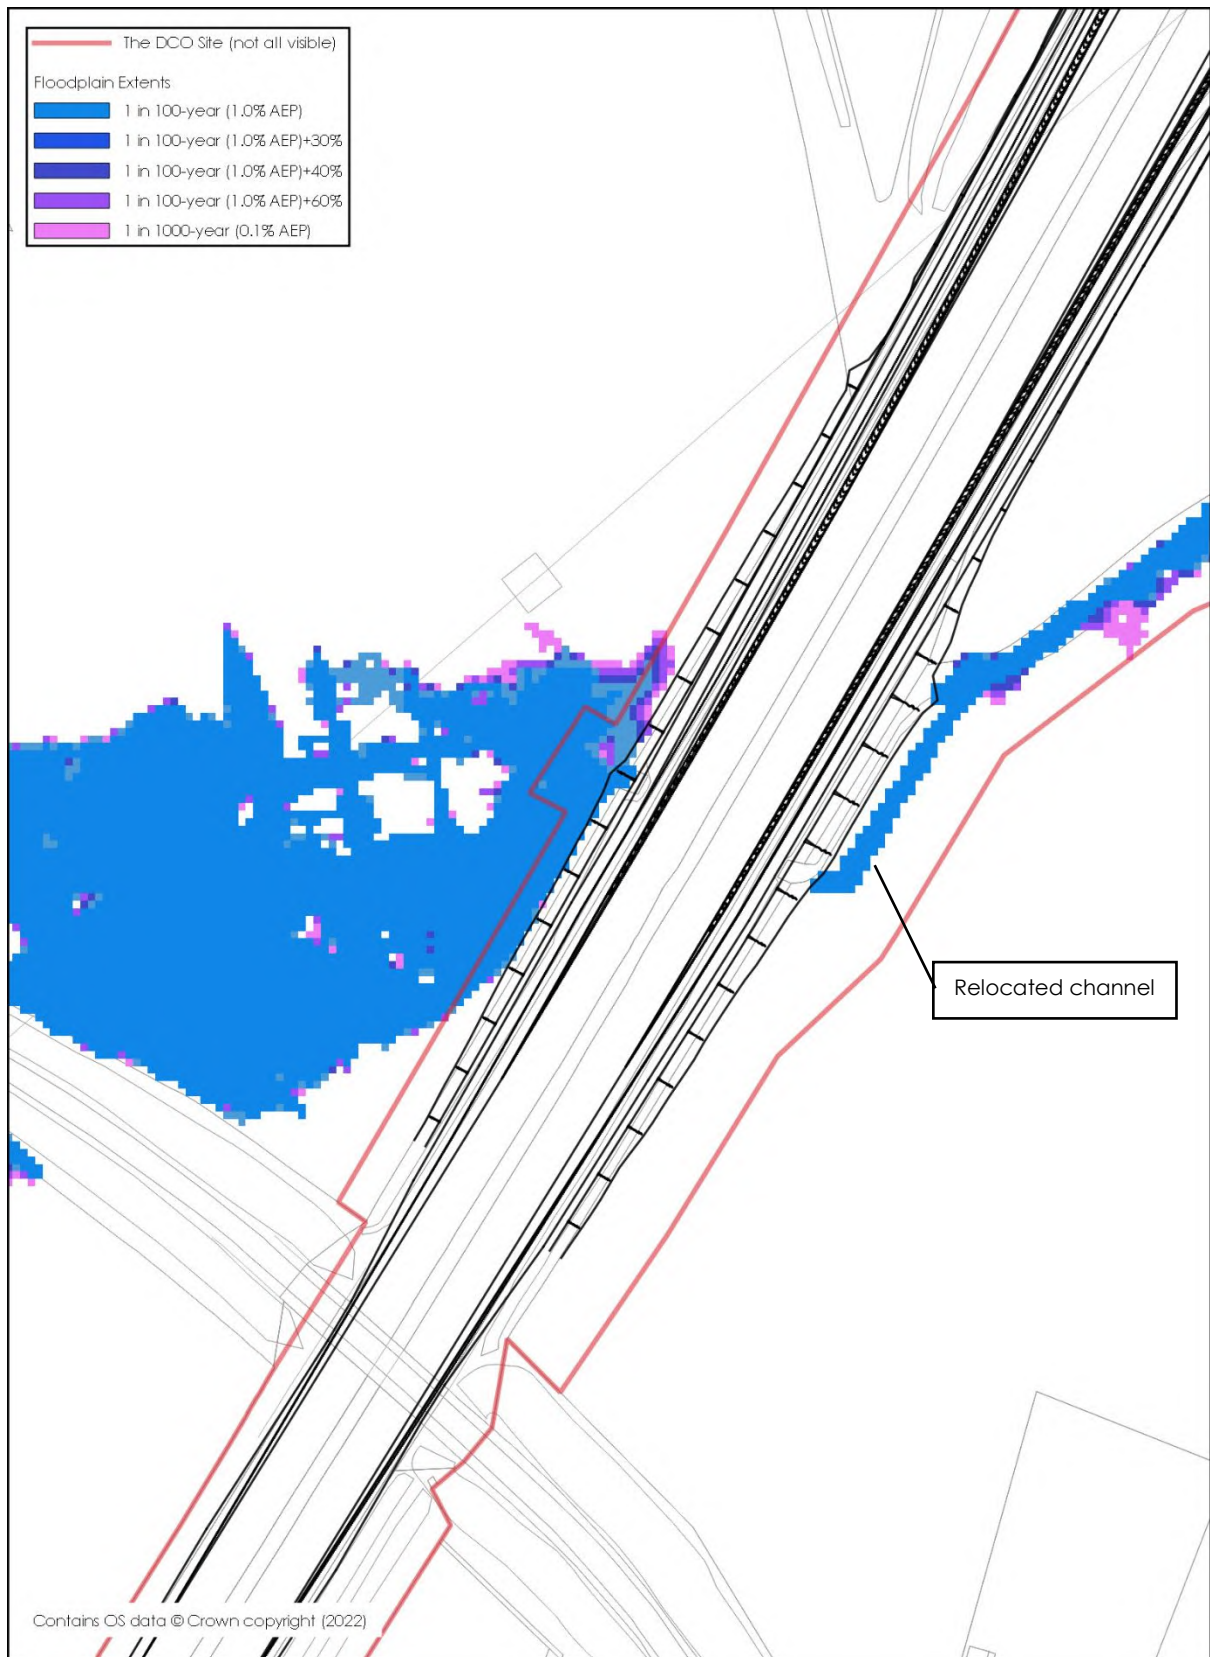 The DCO Site (not all visible)
Floodplain Extents
1 in 100-year (1.0% AEP)
1 in 100-year (1.0% AEP)+30%
1 in 100-year (1.0% AEP)+40%
1 in 100-year (1.0% AEP)+60%
1 in 1000-year (0.1% AEP)
Relocated channel
Contains OS data © Crown copyright (2022)